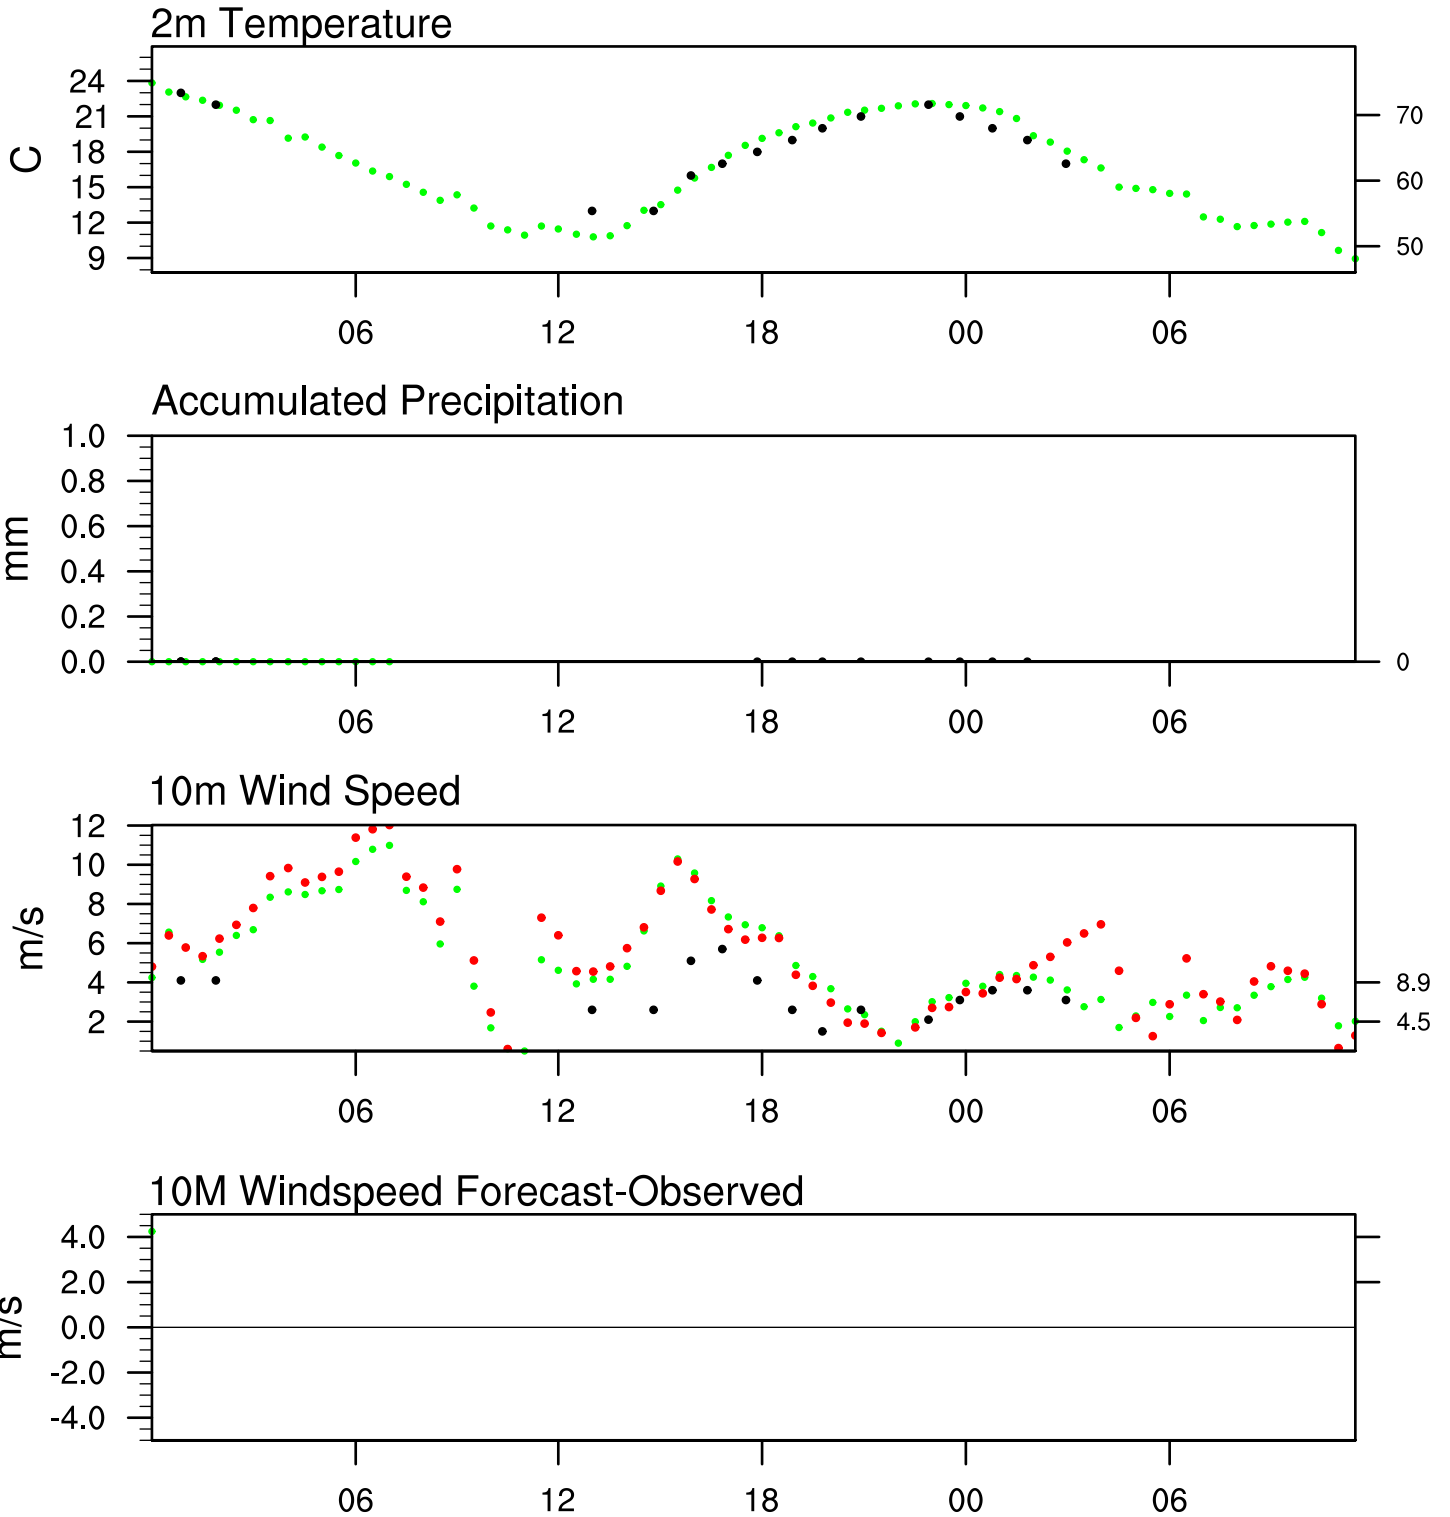 2m Temperature
C
24
21
18
15
12
9
70
60
50
06 12 18 00 06
Accumulated Precipitation
mm
1.0
0.8
0.6
0.4
0.2
0.0
0
06 12 18 00 06
10m Wind Speed
m/s
12
10
8
6
4
2
8.9
4.5
06 12 18 00 06
10M Windspeed Forecast-Observed
m/s
4.0
2.0
0.0
-2.0
-4.0
06 12 18 00 06